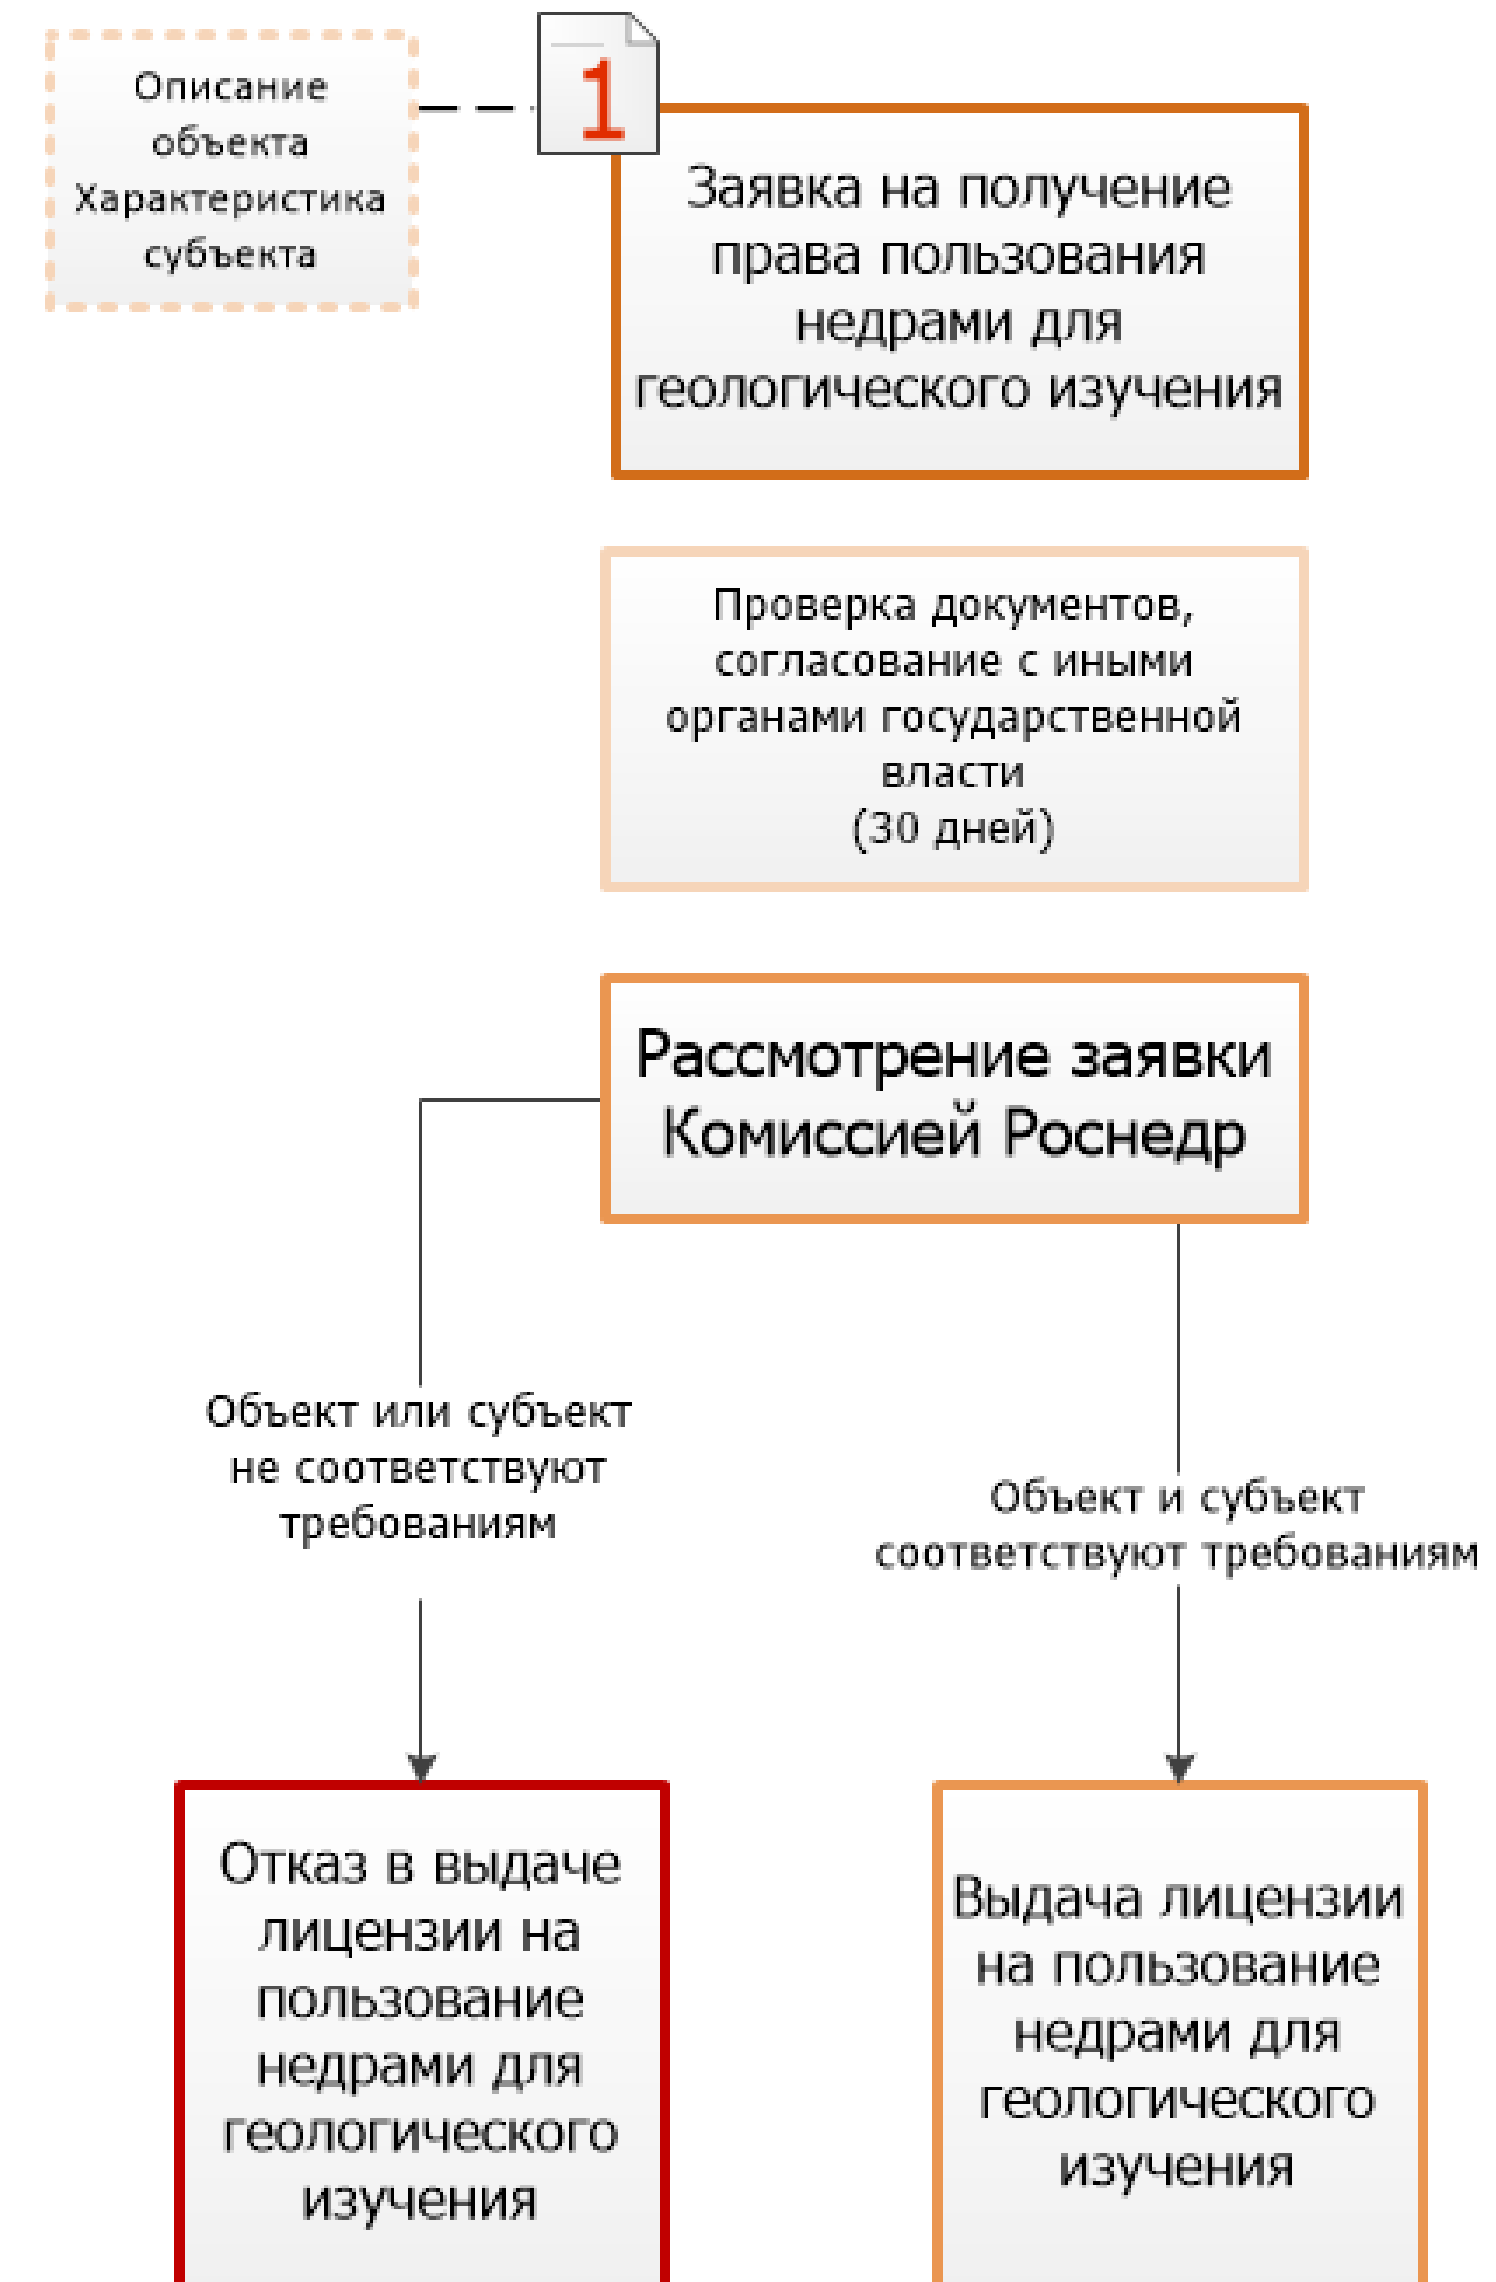 Описание
объекта
Характеристика
субъекта
1
Заявка на получение
права пользования
недрами для
геологического изучения
Проверка документов,
согласование с иными
органами государственной
власти
(30 дней)
Рассмотрение заявки
Комиссией Роснедр
Объект или субъект
не соответствуют
требованиям
Объект и субъект
соответствуют требованиям
Отказ в выдаче
лицензии на
пользование
недрами для
геологического
изучения
Выдача лицензии
на пользование
недрами для
геологического
изучения